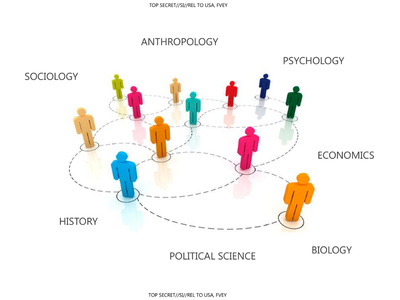 TOP SECRET//SI//REL TO USA, FVEY
ANTHROPOLOGY
PSYCHOLOGY
SOCIOLOGY
ECONOMICS
HISTORY
BIOLOGY
POLITICAL SCIENCE
TOP SECRET//SI//REL TO USA, FVEY